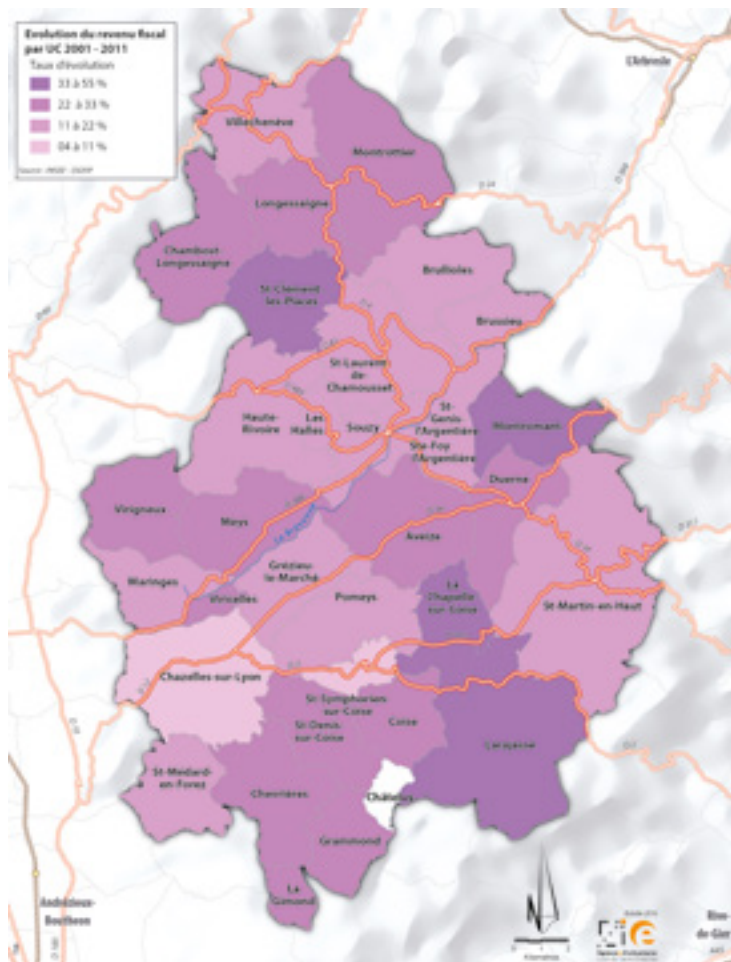 Evolution du revenu fiscal
par UC 2001 - 2011
Taux d'évolution
33 à 55 %
22 à 33 %
11 à 22 %
04 à 11 %
L'Arbresle
Villechenève
Montrottier
Longessaigne
Chambost-
Longessaigne
St-Clément
les-Places
Brullioles
Brussieu
St-Laurent-
de-
Chamousset
Haute-
Rivoire
Les
Halles
Souzy
St-
Genis-
l'Argentière
Ste-Foy
l'Argentière
Montromant
Duerne
Virigneux
Meys
Aveize
Maringes
Viricelles
Grézieu-
le-Marché
Pomeys
La
Chapelle
sur-Coise
St-Martin-en-Haut
Chazelles-sur-Lyon
St-Symphorien
sur-Coise
St-Denis
sur-Coise
Coise
Larajasse
St-Médard-
en-Forez
Chevrières
Châtelus
Grammond
La
Gimond
Andrézieux-
Bouthéon
N
Kilomètres
Rive-
de-Gier